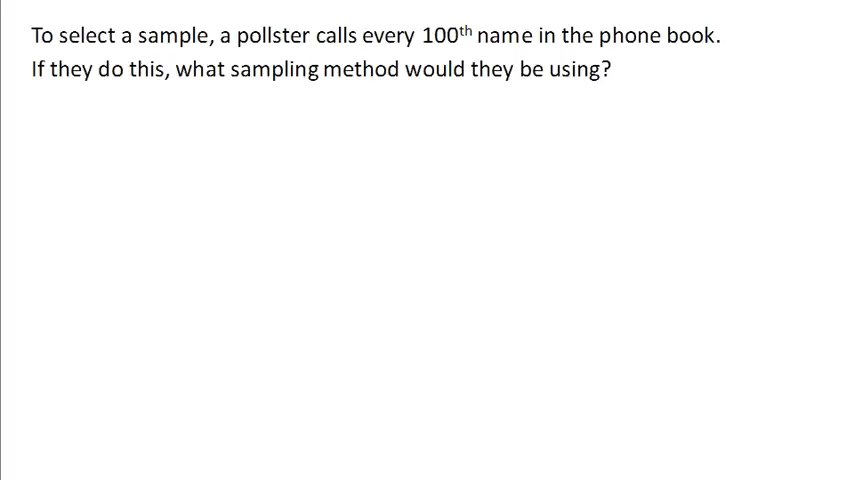 To select a sample, a pollster calls every 100th name in the phone book.
If they do this, what sampling method would they be using?